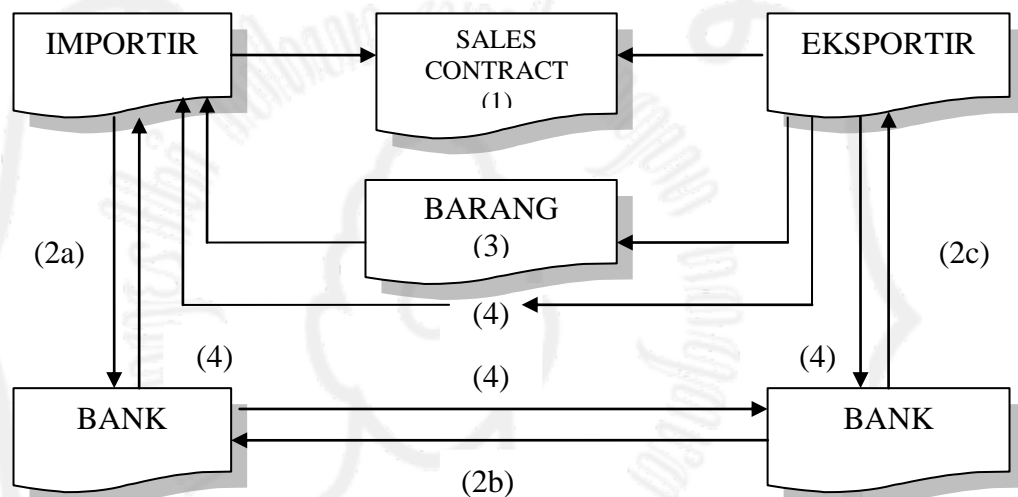 IMPORTIR
SALES
CONTRACT
(1)
EKSPORTIR
BARANG
(3)
(2a)
(2c)
(4)
(4)
(4)
(4)
BANK
BANK
(2b)